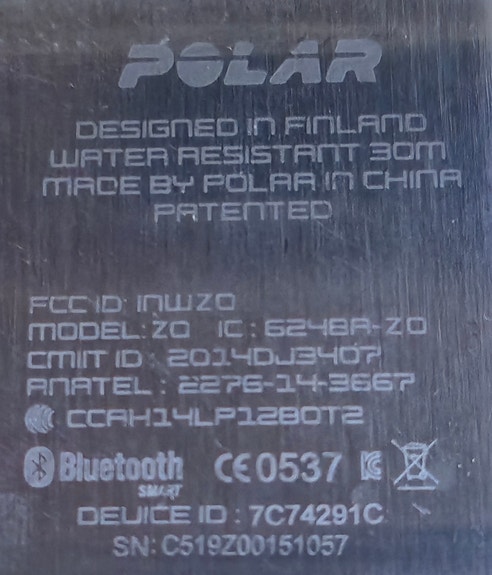 POLAR
DESIGNED IN FINLAND
WATER RESISTANT 30M
MADE BY POLAR IN CHINA
PATENTED
FCC ID: INWZO
MODEL: ZO IC: 6248A-ZO
CMIIT ID: 2014DJ3407
ANATEL: 2276-14-3667
CCAH14LP1280T2
Bluetooth CE0537
SMART
DEVICE ID: 7C74291C
SN: C519Z00151057